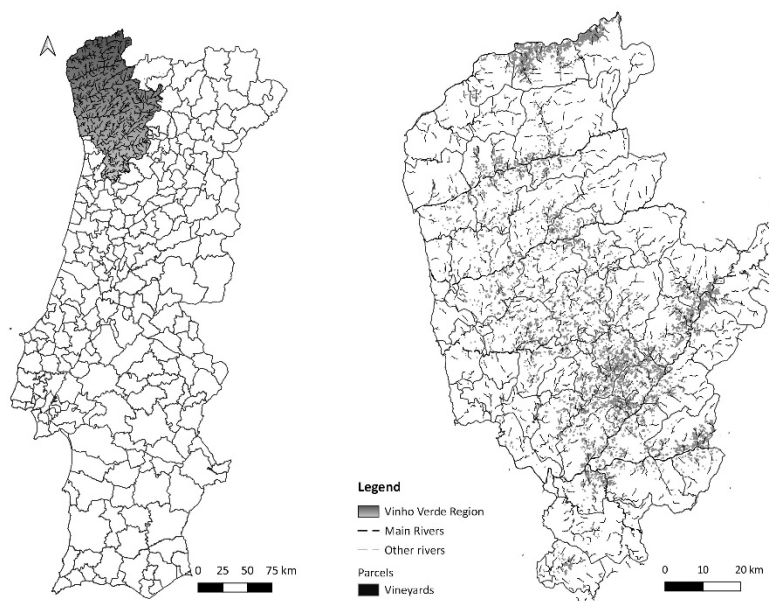 Legend
Vinho Verde Region
Main Rivers
Other rivers
Parcels
Vineyards
0 25 50 75 km
0 10 20 km